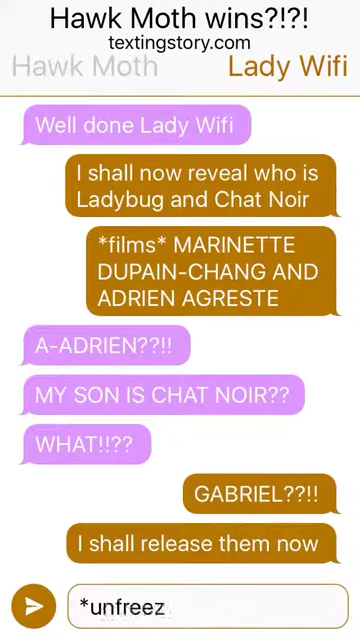 Hawk Moth wins?!?!
textingstory.com
Hawk Moth
Lady Wifi
Well done Lady Wifi
I shall now reveal who is
Ladybug and Chat Noir
*films* MARINETTE
DUPAIN-CHANG AND
ADRIEN AGRESTE
A-ADRIEN??!!
MY SON IS CHAT NOIR??
WHAT!!??
GABRIEL??!!
I shall release them now
*unfreez